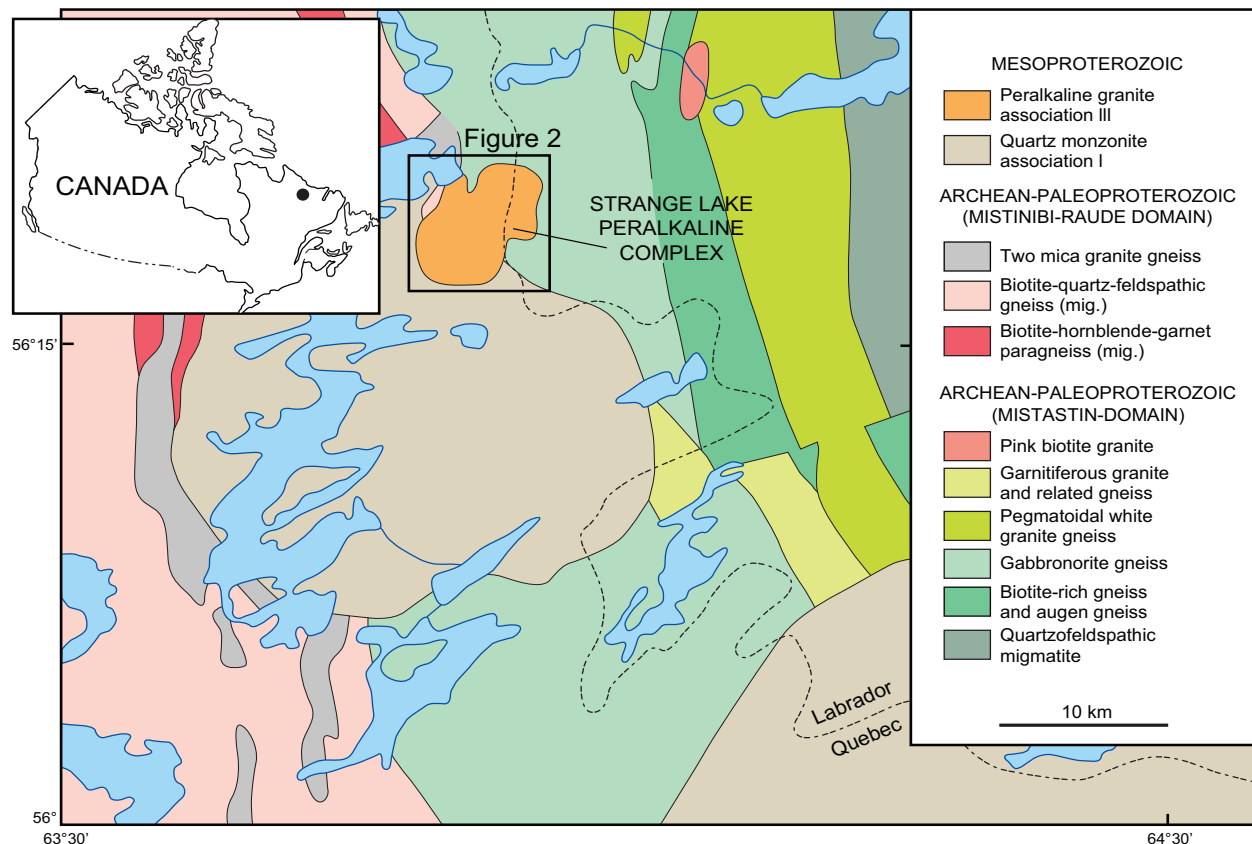 CANADA
Figure 2
STRANGE LAKE
PERALKALINE
COMPLEX
56°15’
Labrador
Quebec
56°
63°30’
64°30’
MESOPROTEROZOIC
Peralkaline granite
association III
Quartz monzonite
association I
ARCHEAN-PALEOPROTEROZOIC
(MISTINIBI-RAUDE DOMAIN)
Two mica granite gneiss
Biotite-quartz-feldspathic
gneiss (mig.)
Biotite-hornblende-garnet
paragneiss (mig.)
ARCHEAN-PALEOPROTEROZOIC
(MISTASTIN-DOMAIN)
Pink biotite granite
Garnitiferous granite
and related gneiss
Pegmatoidal white
granite gneiss
Gabbronorite gneiss
Biotite-rich gneiss
and augen gneiss
Quartzofeldspathic
migmatite
10 km